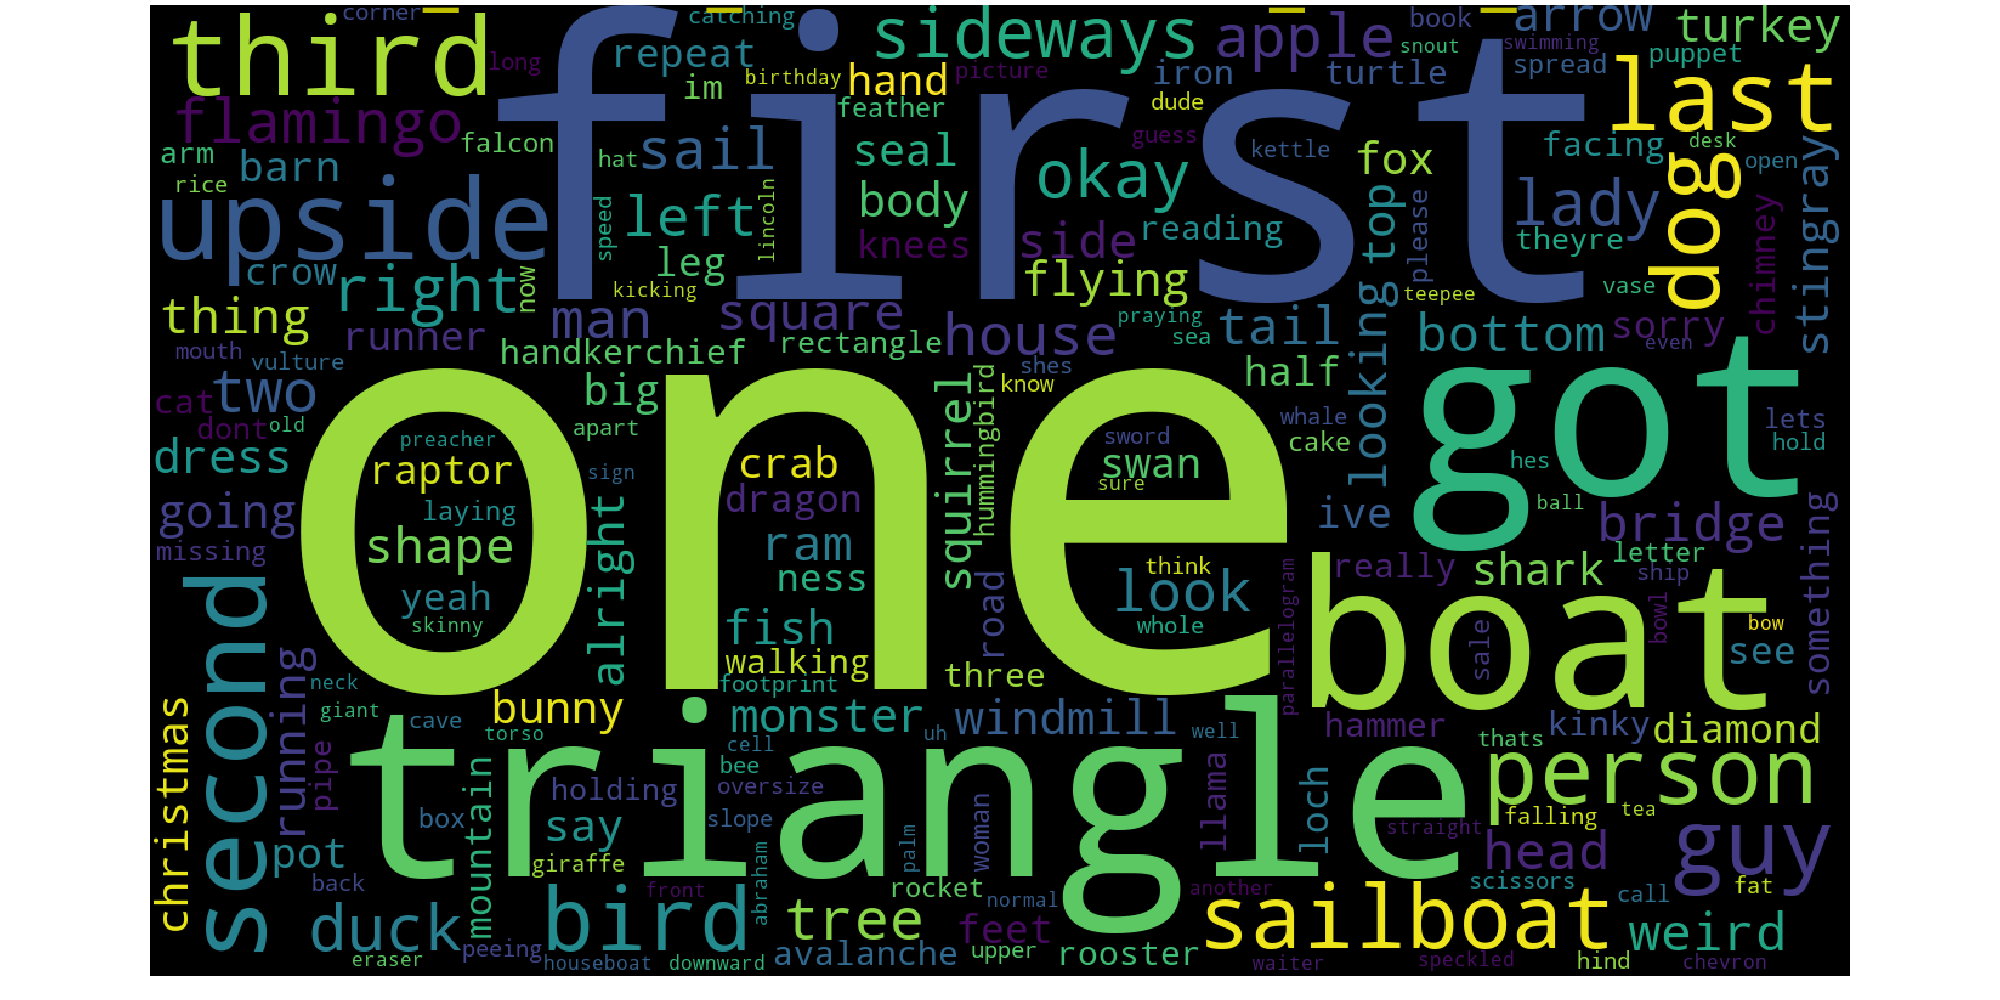 corner
catching
book
arrow
third
sideways
apple
turkey
long
repeat
first
snout
swimming
puppet
im
birthday
hand
picture
iron
turtle
spread
last
flamingo
feather
dude
falcon
guess
arm
barn
hat
sail
seal
okay
kettle
fox
facing
desk
open
rice
upside
speed
left
lincoln
body
reading
top
please
lady
dog
stingray
crow
right
now
leg
knees
side
theyre
chimney
kicking
flying
teepee
vase
thing
runner
man
square
house
praying
tail
looking
bottom
sorry
mouth
vulture
handkerchief
rectangle
sea
even
cat
two
big
one
squirrel
hummingbird
shes
know
half
got
dont
old
apart
whale
lets
dress
preacher
raptor
sign
crab
sword
swan
sure
cake
hes
hold
going
laying
alright
dragon
ive
ball
bridge
something
missing
shape
ram
think
parallelogram
really
shark
letter
ship
second
yeah
ness
road
look
boat
bowl
skinny
fish
whole
sale
bow
see
running
walking
three
christmas
neck
footprint
giant
cave
bunny
torso
monster
windmill
uh
well
hammer
kinky
diamond
pipe
triangle
cell
bee
thats
person
mountain
holding
oversize
llama
loch
box
say
slope
woman
falling
tea
pot
giraffe
palm
straight
head
guy
back
front
abraham
rocket
normal
another
scissors
call
fat
duck
bird
tree
feet
sailboat
weird
eraser
peeing
houseboat
downward
avalanche
upper
rooster
waiter
speckled
hind
chevron